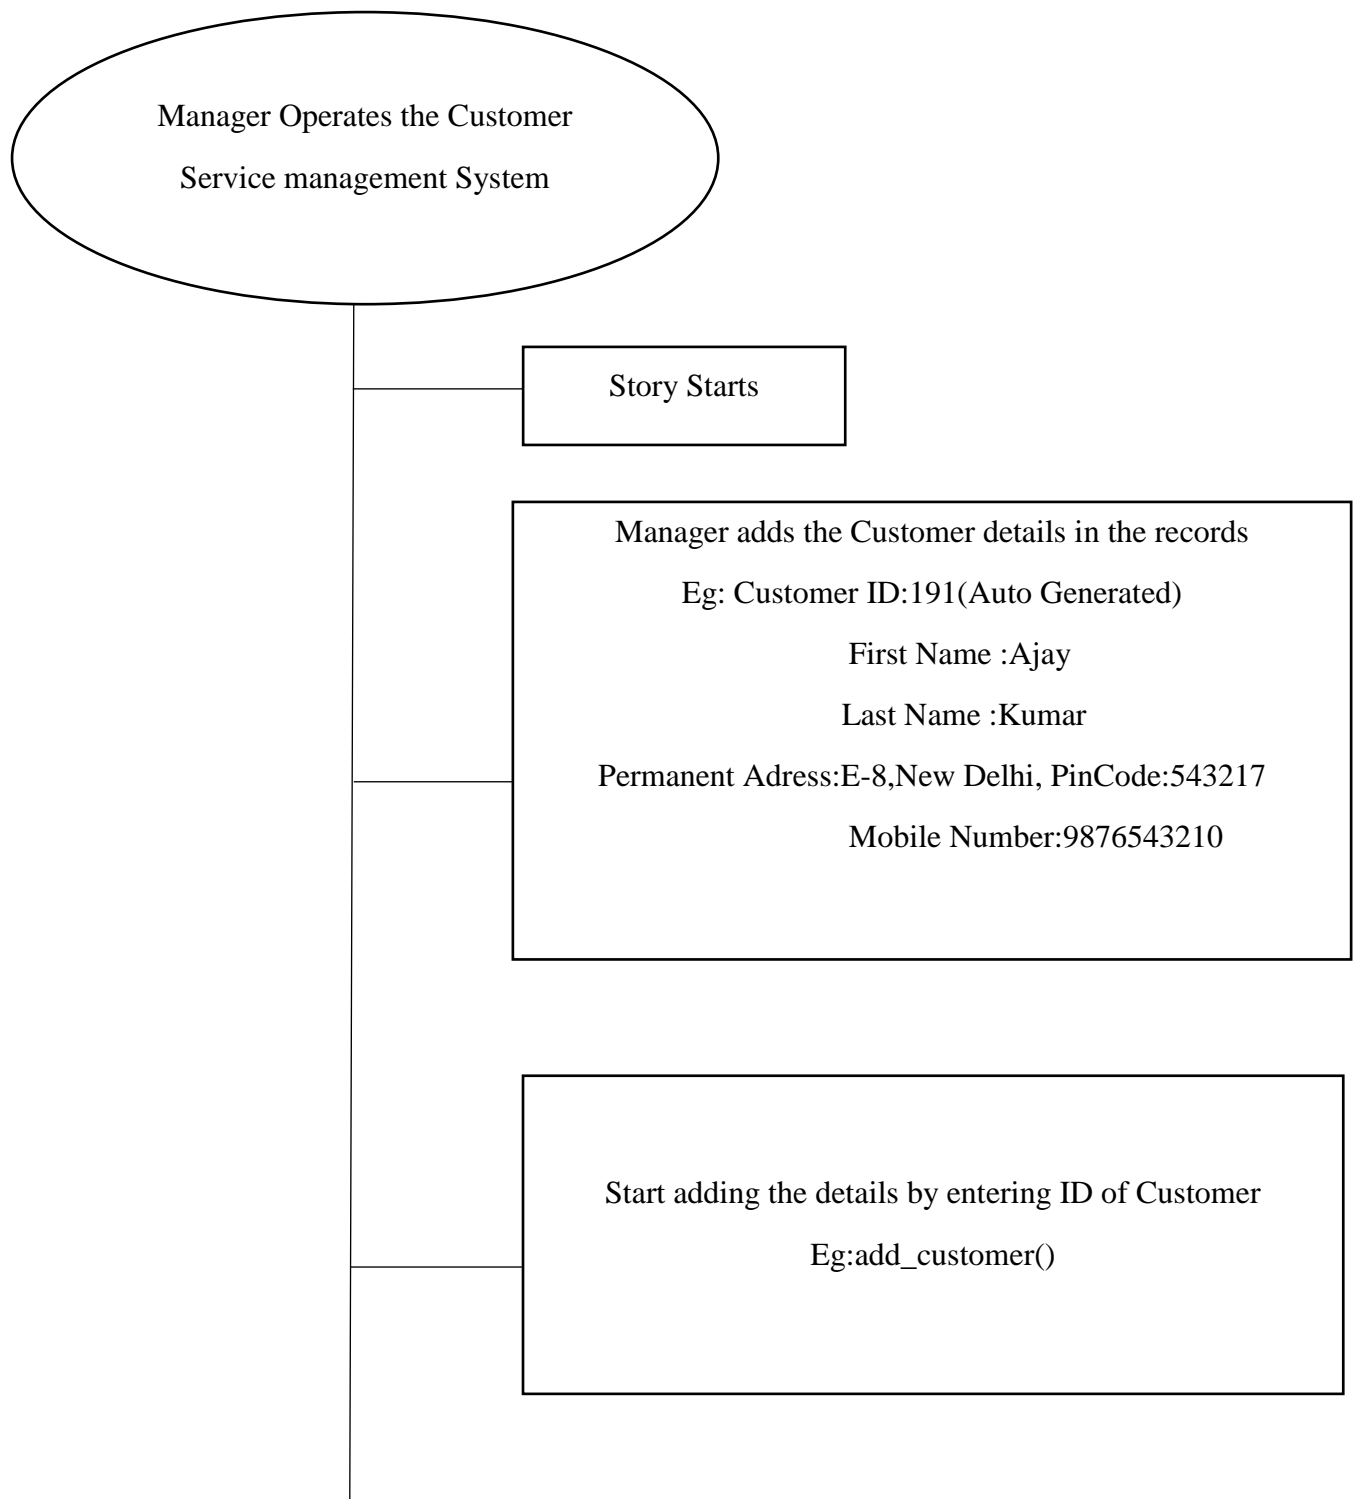 Manager Operates the Customer
Service management System
Story Starts
Manager adds the Customer details in the records
Eg: Customer ID:191(Auto Generated)
First Name :Ajay
Last Name :Kumar
Permanent Adress:E-8,New Delhi, PinCode:543217
Mobile Number:9876543210
Start adding the details by entering ID of Customer
Eg:add_customer()